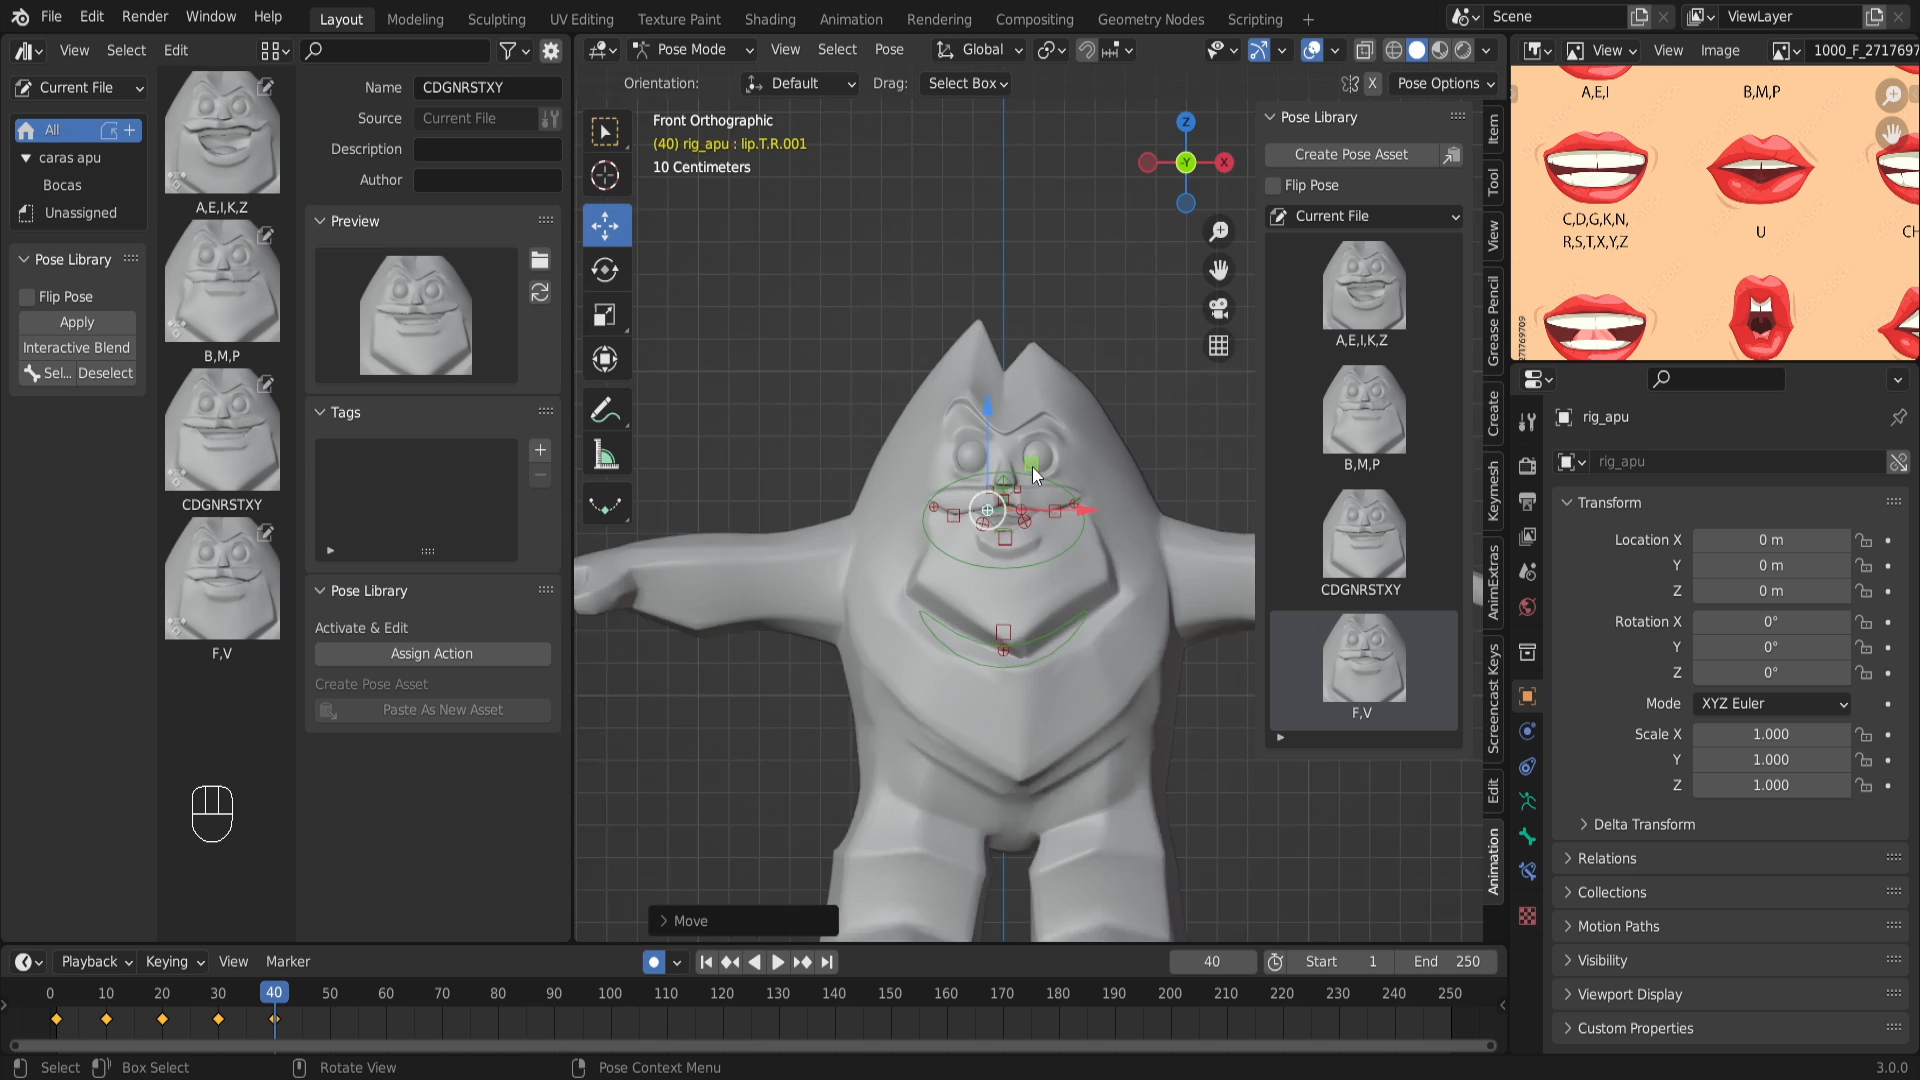 File Edit Render Window Help Layout Modeling Sculpting UV Editing Texture Paint Shading Animation Rendering Compositing Geometry Nodes Scripting + Scene ViewLayer
View Select Edit
Pose Mode View Select Pose Global
View View Image 1000_F_2717697
Orientation: Default Drag: Select Box X Pose Options
Current File
All
caras apu
Bocas
Unassigned
Pose Library
Flip Pose
Apply
Interactive Blend
Sel... Deselect
A,E,I,K,Z
B,M,P
CDGNRSTXY
F,V
Name CDGNRSTXY
Source Current File
Description
Author
Preview
Tags
Pose Library
Activate & Edit
Assign Action
Create Pose Asset
Paste As New Asset
Front Orthographic
(40) rig_apu : lip.T.R.001
10 Centimeters
Z
-Y
X
Move
Pose Library
Create Pose Asset
Flip Pose
Current File
A,E,I,K,Z
B,M,P
CDGNRSTXY
F,V
Item
Tool
View
Grease Pencil
Create
Keymesh
AnimExtras
Screencast Keys
Edit
Animation
A,E,I
B,M,P
C,D,G,K,N,
R,S,T,X,Y,Z
U
CH
271769709
rig_apu
rig_apu
Transform
Location X 0 m
Y 0 m
Z 0 m
Rotation X 0°
Y 0°
Z 0°
Mode XYZ Euler
Scale X 1.000
Y 1.000
Z 1.000
Delta Transform
Relations
Collections
Motion Paths
Visibility
Viewport Display
Custom Properties
Playback Keying View Marker 40 Start 1 End 250
0 10 20 30 40 50 60 70 80 90 100 110 120 130 140 150 160 170 180 190 200 210 220 230 240 250
Select Box Select Rotate View Pose Context Menu 3.0.0